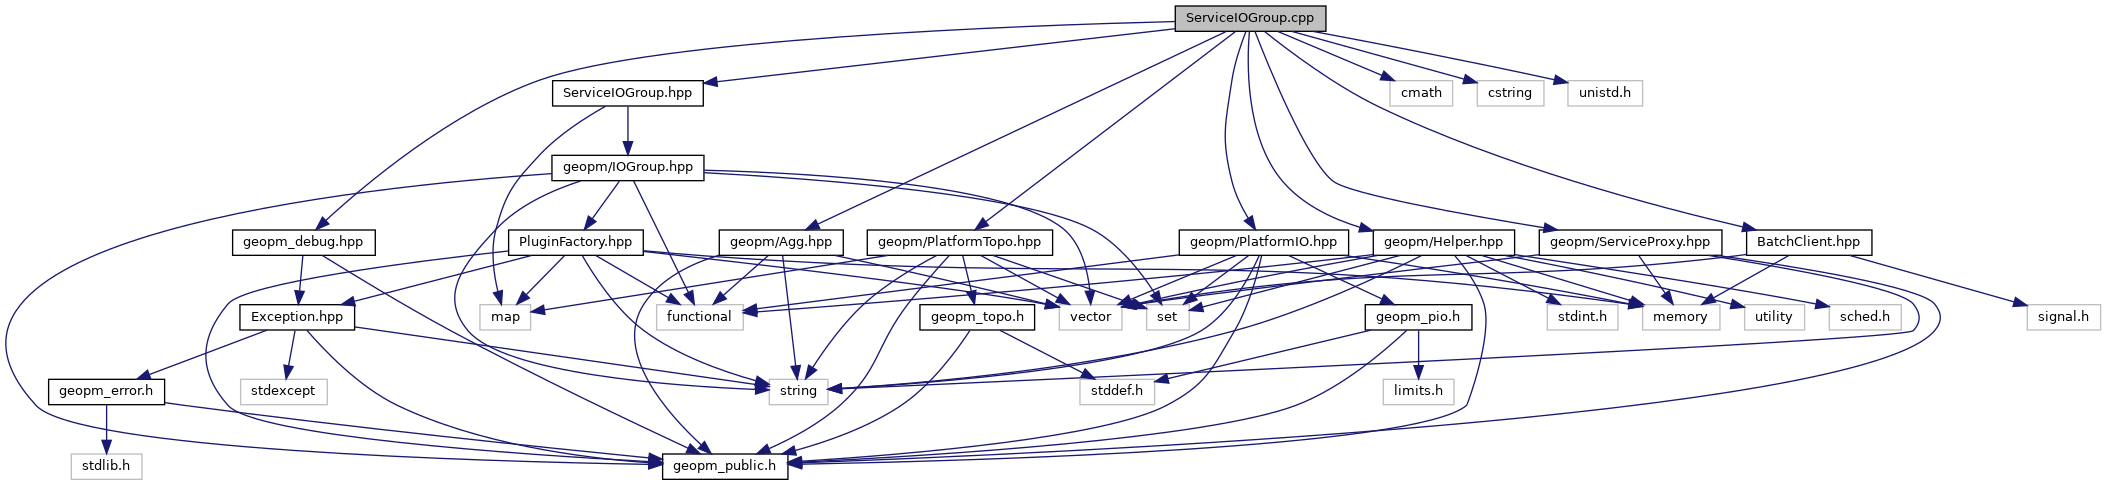 ServiceIOGroup.cpp
ServiceIOGroup.hpp
cmath
cstring
unistd.h
geopm/IOGroup.hpp
geopm_debug.hpp
PluginFactory.hpp
geopm/Agg.hpp
geopm/PlatformTopo.hpp
geopm/PlatformIO.hpp
geopm/Helper.hpp
geopm/ServiceProxy.hpp
BatchClient.hpp
Exception.hpp
map
functional
geopm_topo.h
vector
set
geopm_pio.h
stdint.h
memory
utility
sched.h
signal.h
geopm_error.h
stdexcept
string
stddef.h
limits.h
stdlib.h
geopm_public.h